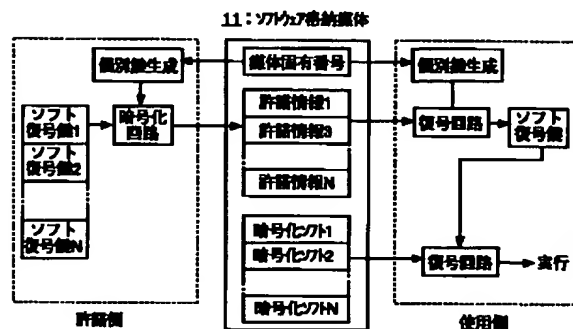 11：ソフトウェア格納媒体
個別鍵生成
媒体固有番号
個別鍵生成
ソフト
復号鍵1
ソフト
復号鍵2
ソフト
復号鍵N
暗号化
回路
許諾情報1
許諾情報3
許諾情報N
復号回路
ソフト
復号鍵
暗号化ソフト1
暗号化ソフト2
暗号化ソフトN
復号回路
実行
許諾側
使用側